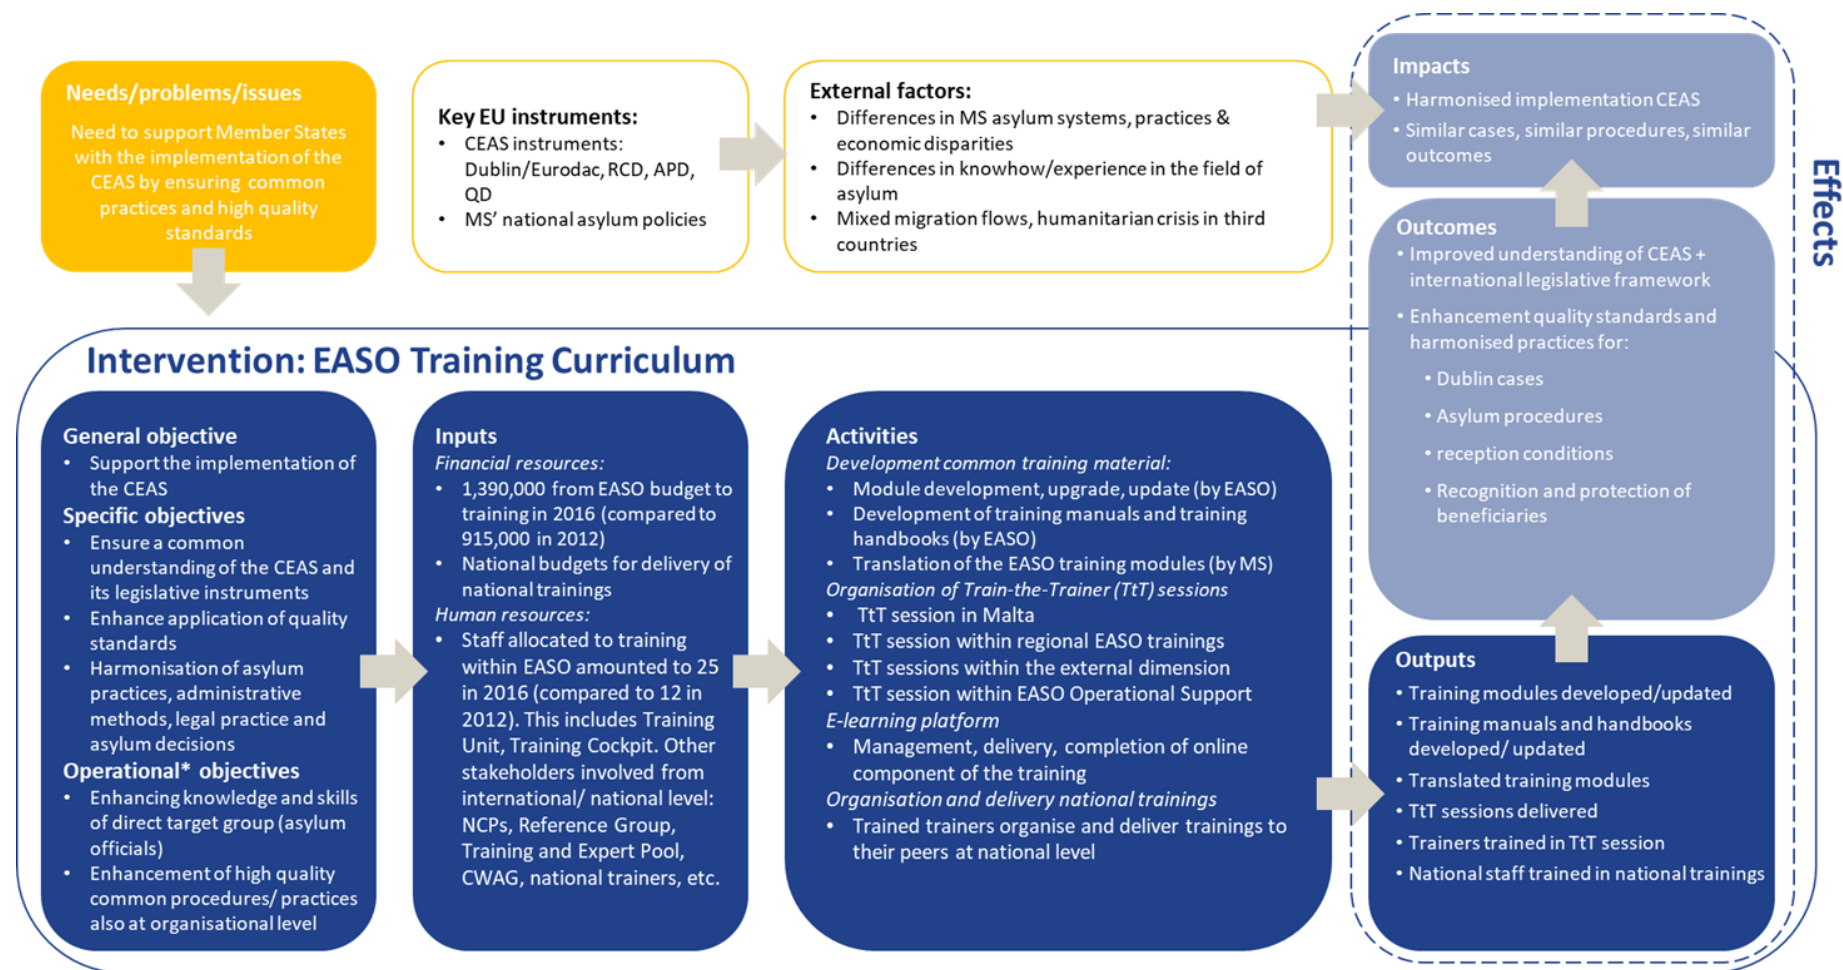 Needs/problems/issues
Need to support Member States
with the implementation of the
CEAS by ensuring common
practices and high quality
standards
Key EU instruments:
• CEAS instruments:
Dublin/Eurodac, RCD, APD,
QD
• MS' national asylum policies
External factors:
• Differences in MS asylum systems, practices &
economic disparities
• Differences in knowhow/experience in the field of
asylum
• Mixed migration flows, humanitarian crisis in third
countries
Impacts
• Harmonised implementation CEAS
• Similar cases, similar procedures, similar
outcomes
Effects
Outcomes
• Improved understanding of CEAS +
international legislative framework
• Enhancement quality standards and
harmonised practices for:
• Dublin cases
• Asylum procedures
• reception conditions
• Recognition and protection of
beneficiaries
Intervention: EASO Training Curriculum
General objective
• Support the implementation of
the CEAS
Specific objectives
• Ensure a common
understanding of the CEAS and
its legislative instruments
• Enhance application of quality
standards
• Harmonisation of asylum
practices, administrative
methods, legal practice and
asylum decisions
Operational* objectives
• Enhancing knowledge and skills
of direct target group (asylum
officials)
• Enhancement of high quality
common procedures/ practices
also at organisational level
Inputs
Financial resources:
• 1,390,000 from EASO budget to
training in 2016 (compared to
915,000 in 2012)
• National budgets for delivery of
national trainings
Human resources:
• Staff allocated to training
within EASO amounted to 25
in 2016 (compared to 12 in
2012). This includes Training
Unit, Training Cockpit. Other
stakeholders involved from
international/ national level:
NCPs, Reference Group,
Training and Expert Pool,
CWAG, national trainers, etc.
Activities
Development common training material:
• Module development, upgrade, update (by EASO)
• Development of training manuals and training
handbooks (by EASO)
• Translation of the EASO training modules (by MS)
Organisation of Train-the-Trainer (TtT) sessions
• TtT session in Malta
• TtT session within regional EASO trainings
• TtT sessions within the external dimension
• TtT session within EASO Operational Support
E-learning platform
• Management, delivery, completion of online
component of the training
Organisation and delivery national trainings
• Trained trainers organise and deliver trainings to
their peers at national level
Outputs
• Training modules developed/updated
• Training manuals and handbooks
developed/ updated
• Translated training modules
• TtT sessions delivered
• Trainers trained in TtT session
• National staff trained in national trainings